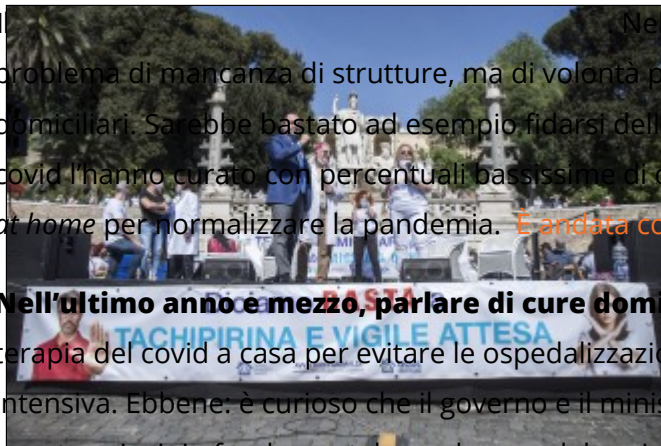 Ne
problema di mancanza di strutture, ma di volontà p
domiciliari. Sarebbe bastato ad esempio fidarsi dell
covid l'hanno curato con percentuali bassissime di
at home per normalizzare la pandemia. È andata co
Nell'ultimo anno e mezzo, parlare di cure domi
Diciamo BASTA a
TACHIPIRINA E VIGILE ATTESA
terapia del covid a casa per evitare le ospedalizzazio
intensiva. Ebbene: è curioso che il governo e il minis